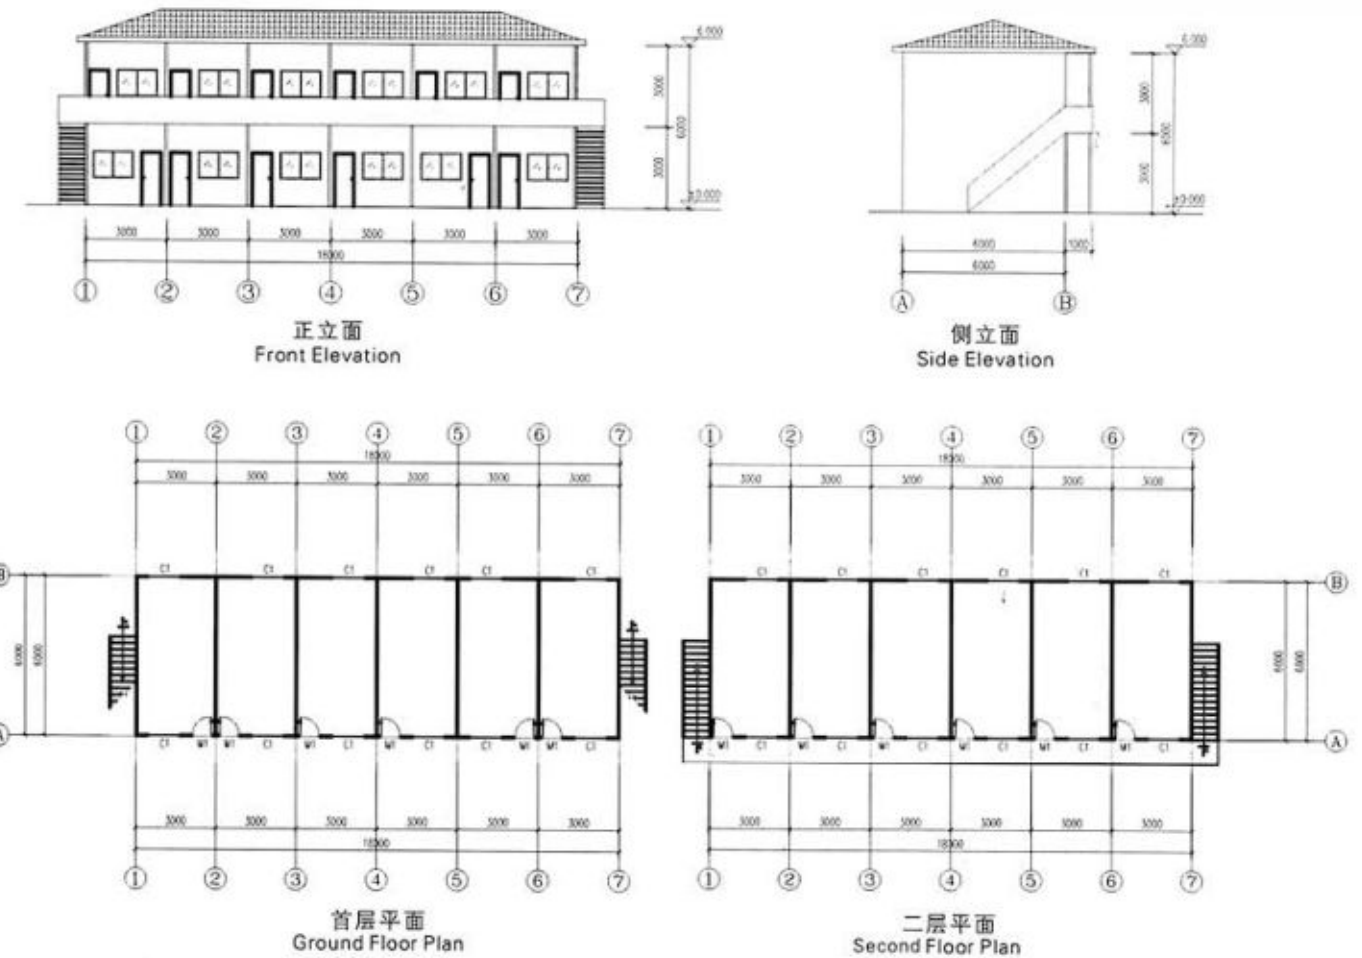 6.000
3000
6000
3000
±0.000
3000 3000 3000 3000 3000 3000
18000
① ② ③ ④ ⑤ ⑥ ⑦
正立面
Front Elevation
6.000
3000
6000
3000
±0.000
6000 1000
6000
A B
侧立面
Side Elevation
① ② ③ ④ ⑤ ⑥ ⑦
18000
3000 3000 3000 3000 3000 3000
C1 C1 C1 C1 C1 C1
B
6000 6000
A
C1 M1 M1 C1 M1 C1 M1 C1 C1 M1 M1 C1
3000 3000 3000 3000 3000 3000
18000
① ② ③ ④ ⑤ ⑥ ⑦
首层平面
Ground Floor Plan
① ② ③ ④ ⑤ ⑥ ⑦
18000
3000 3000 3000 3000 3000 3000
C1 C1 C1 C1 C1 C1
B
6000 6000
A
M1 C1 M1 C1 M1 C1 M1 C1 M1 C1 M1 C1
3000 3000 3000 3000 3000 3000
18000
① ② ③ ④ ⑤ ⑥ ⑦
二层平面
Second Floor Plan